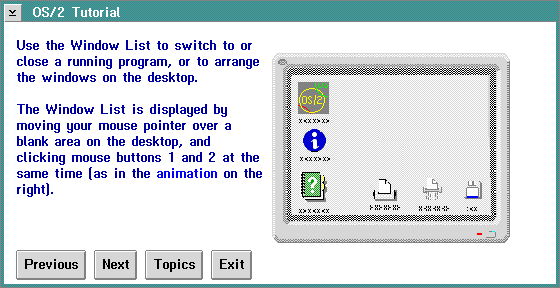 OS/2 Tutorial
Use the Window List to switch to or
close a running program, or to arrange
the windows on the desktop.
The Window List is displayed by
moving your mouse pointer over a
blank area on the desktop, and
clicking mouse buttons 1 and 2 at the
same time (as in the animation on the
right).
OS/2
Previous Next Topics Exit